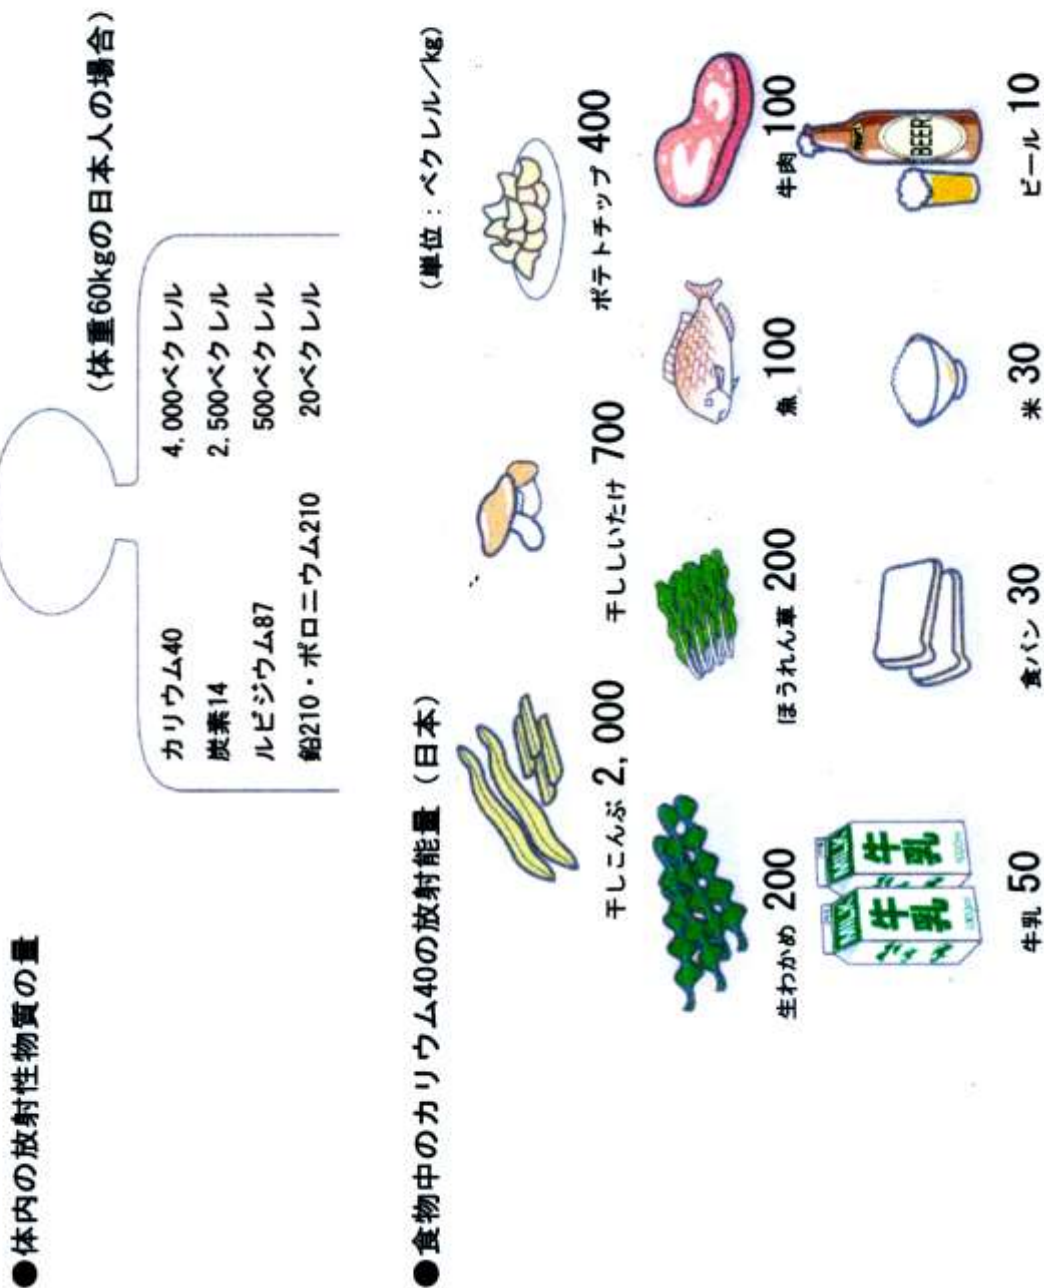 ●体内の放射性物質の量
(体重60kgの日本人の場合)
カリウム40 4,000ベクレル
炭素14 2,500ベクレル
ルビジウム87 500ベクレル
鉛210・ポロニウム210 20ベクレル
●食物中のカリウム40の放射能量(日本) (単位:ベクレル/kg)
干しこんぶ 2,000 干ししいたけ 700 ポテトチップ 400
生わかめ 200 ほうれん草 200 魚 100 牛肉 100
MILK
牛乳
MILK
牛乳
BEER
牛乳 50 食パン 30 米 30 ビール 10